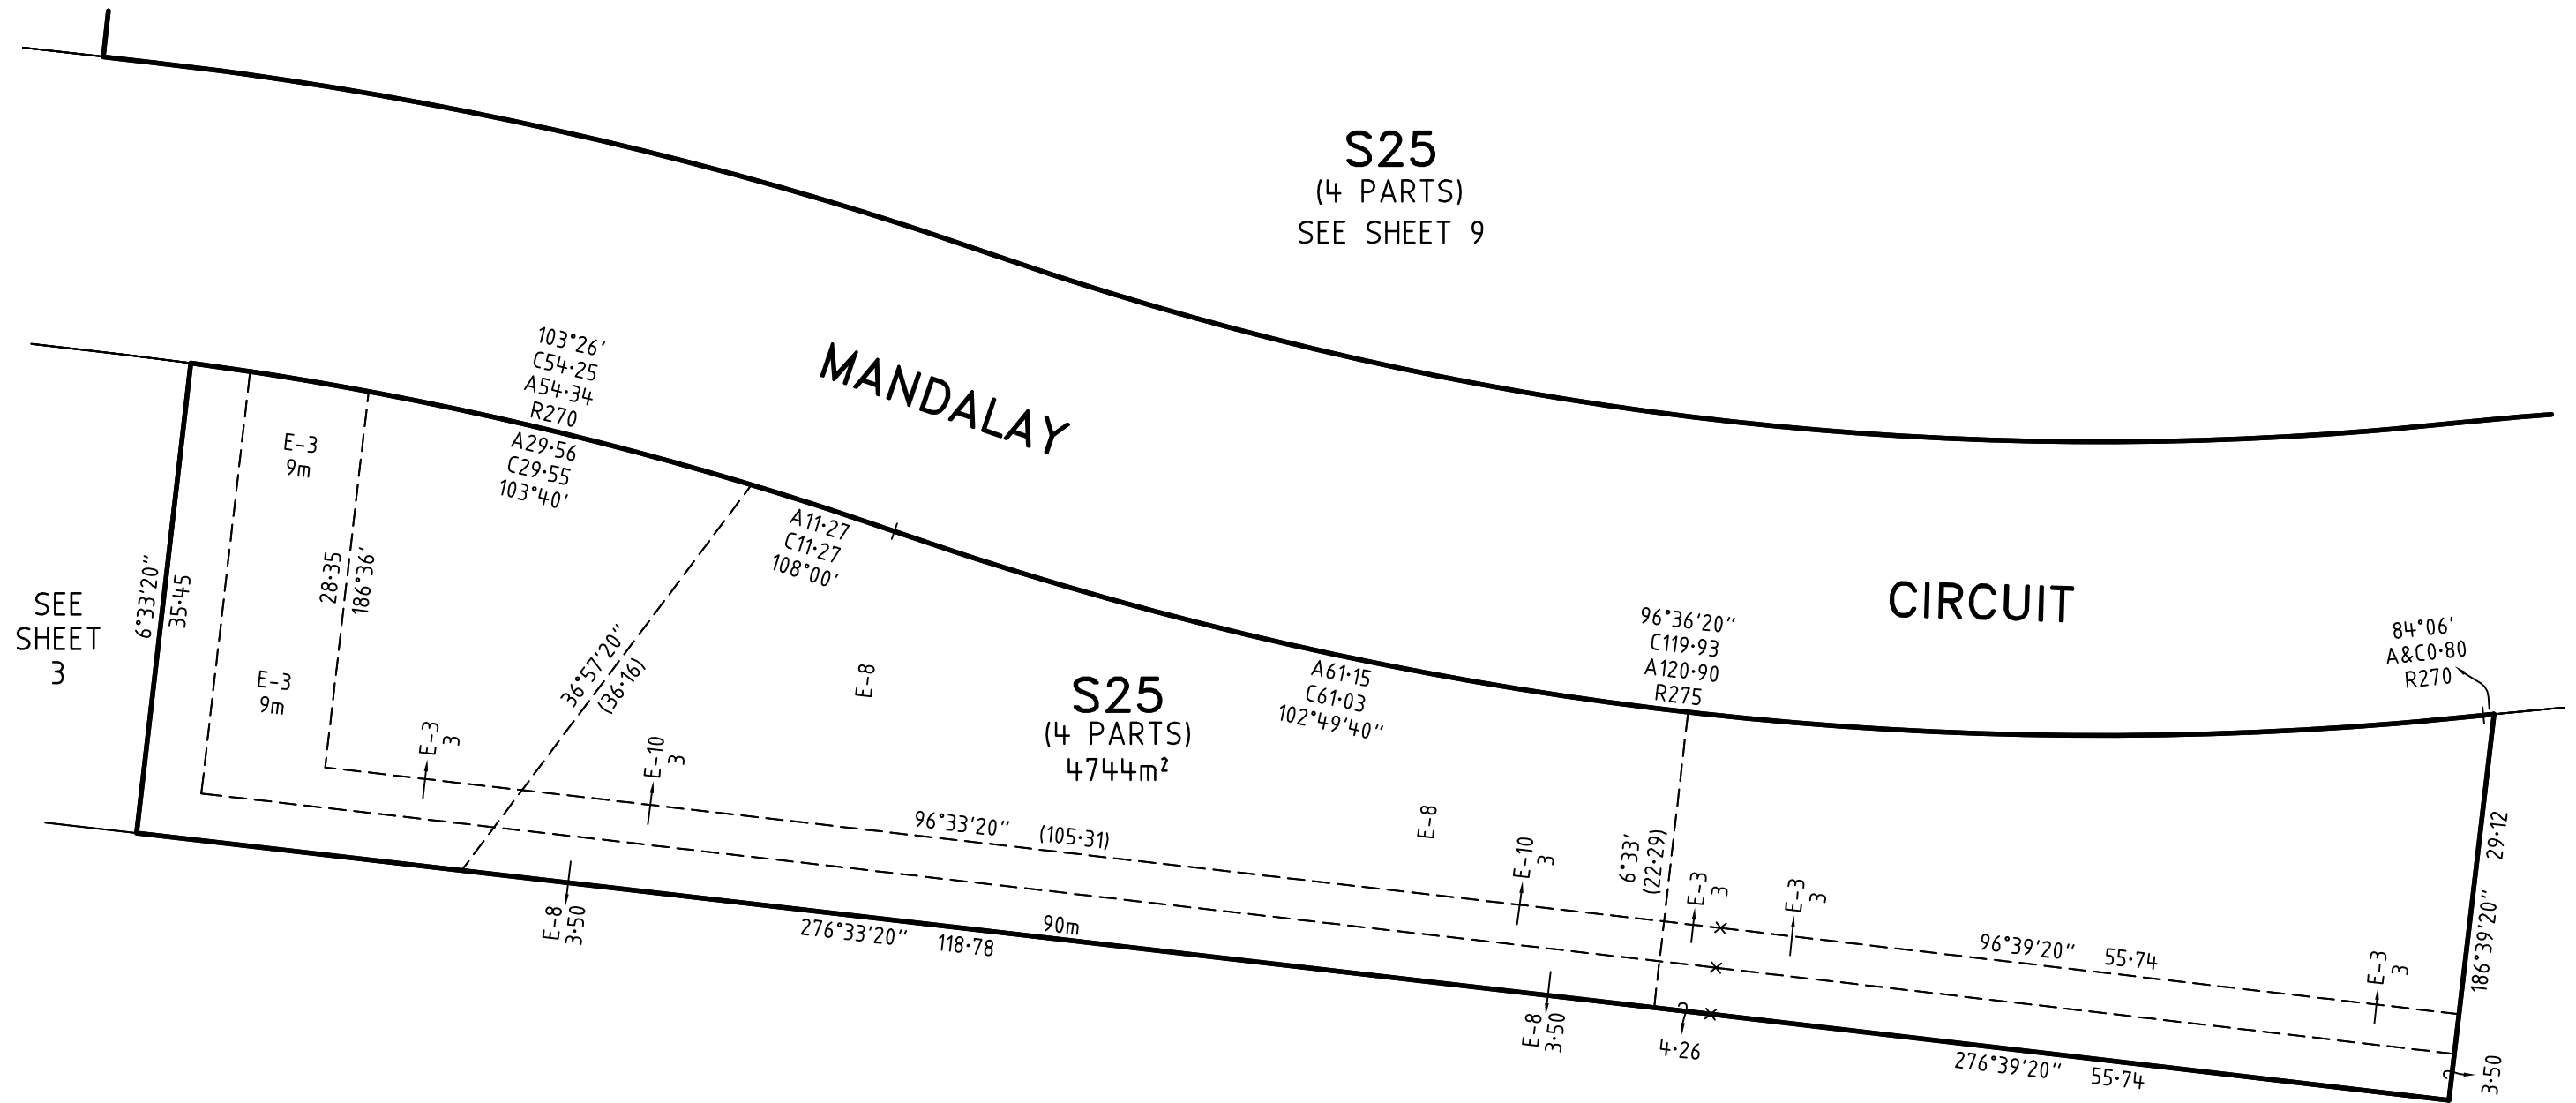 S25
(4 PARTS)
SEE SHEET 9
MANDALAY
CIRCUIT
103°26'
C54·25
A54·34
R270
A29·56
C29·55
103°40'
A11·27
C11·27
108°00'
E-3
9m
28·35
186°36'
6°33'20"
35·45
SEE
SHEET
3
E-3
9m
36°57'20"
(36·16)
E-8
S25
(4 PARTS)
4744m²
A61·15
C61·03
102°49'40"
96°36'20"
C119·93
A120·90
R275
84°06'
A&C0·80
R270
E-3
3
E-10
3
96°33'20" (105·31)
E-8
E-10
3
6°33'
(22·29)
E-3
3
E-3
3
96°39'20" 55·74
E-3
3
29·12
186°39'20"
E-8
3·50
276°33'20" 118·78
90m
E-8
3·50
4·26
276°39'20" 55·74
3·50